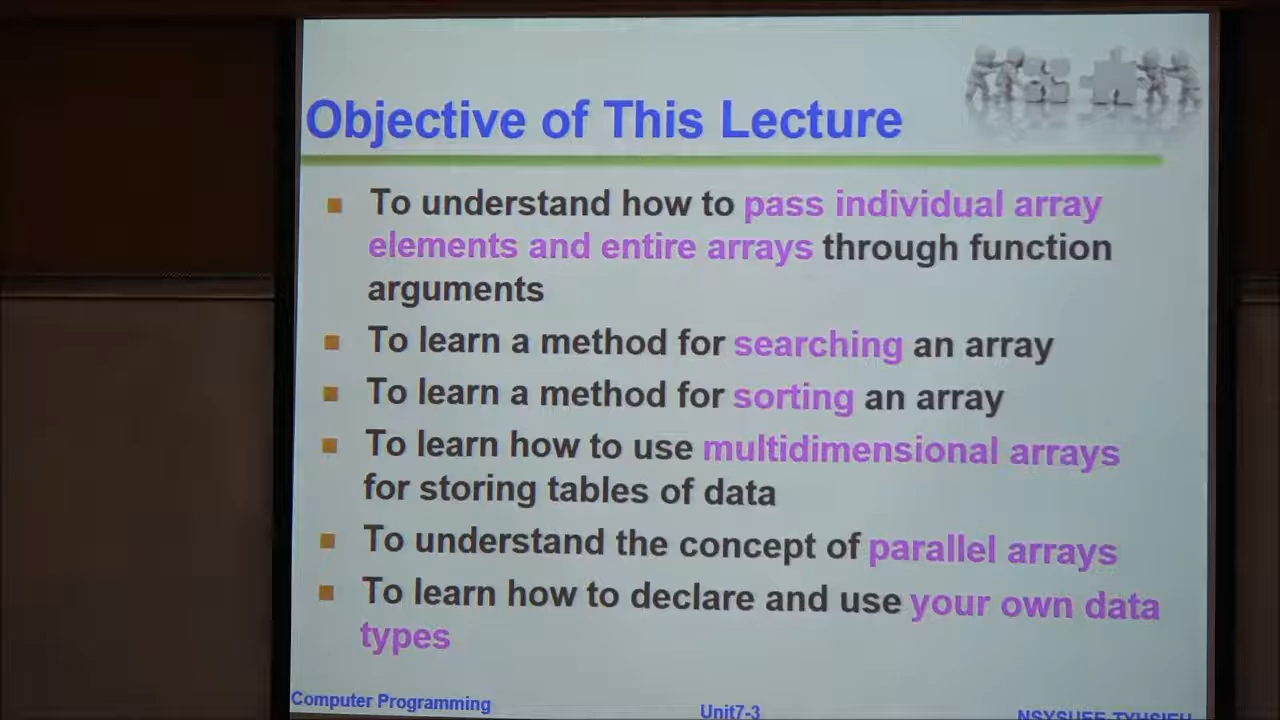 Objective of This Lecture
To understand how to pass individual array
elements and entire arrays through function
arguments
To learn a method for searching an array
To learn a method for sorting an array
To learn how to use multidimensional arrays
for storing tables of data
To understand the concept of parallel arrays
To learn how to declare and use your own data
types
Computer Programming
Unit7-3
NSYSUEE-TYHSIEH